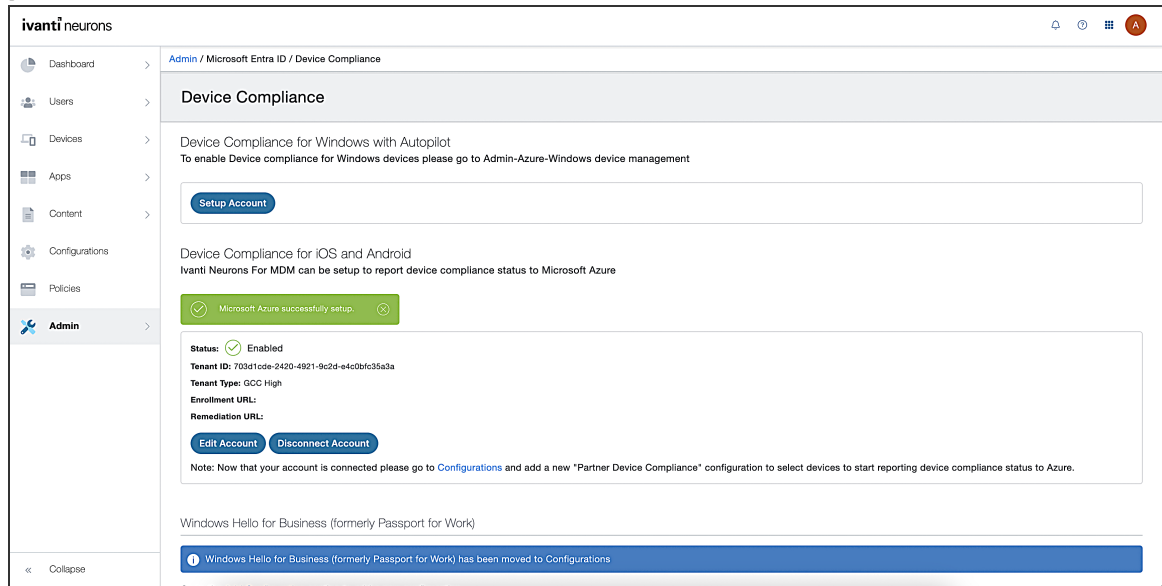 ivanti neurons
A
Dashboard
Users
Devices
Apps
Content
Configurations
Policies
Admin
Collapse
Admin / Microsoft Entra ID / Device Compliance
Device Compliance
Device Compliance for Windows with Autopilot
To enable Device compliance for Windows devices please go to Admin-Azure-Windows device management
Setup Account
Device Compliance for iOS and Android
Ivanti Neurons For MDM can be setup to report device compliance status to Microsoft Azure
Microsoft Azure successfully setup.
Status: Enabled
Tenant ID: 703d1cde-2420-4921-9c2d-e4c0bfc35a3a
Tenant Type: GCC High
Enrollment URL:
Remediation URL:
Edit Account Disconnect Account
Note: Now that your account is connected please go to Configurations and add a new "Partner Device Compliance" configuration to select devices to start reporting device compliance status to Azure.
Windows Hello for Business (formerly Passport for Work)
Windows Hello for Business (formerly Passport for Work) has been moved to Configurations